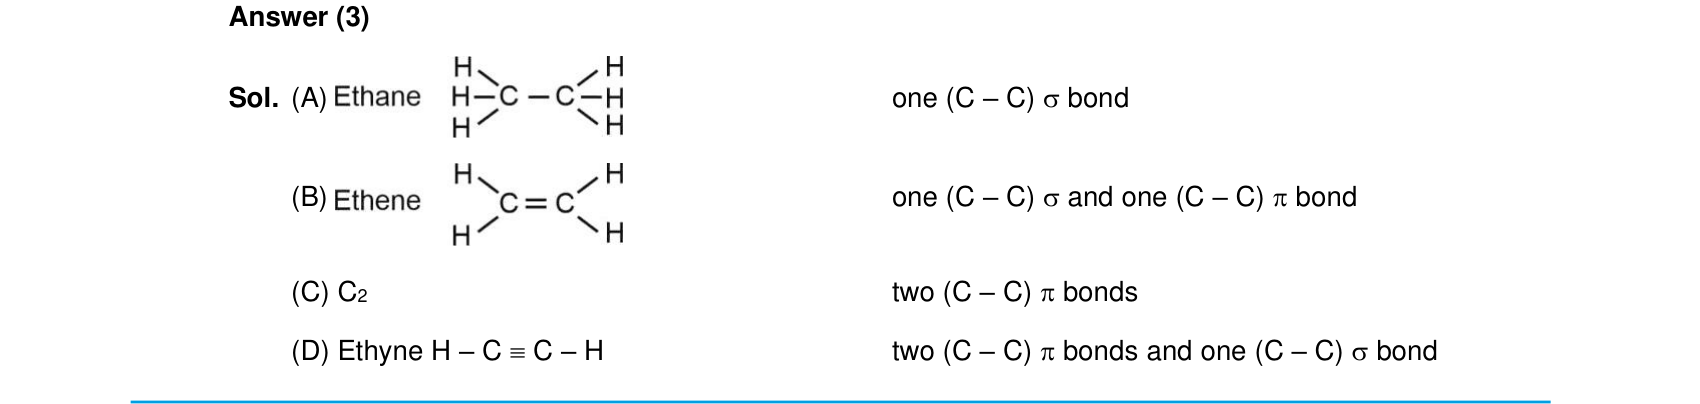 Answer (3)
H H
Sol. (A) Ethane H–C – C–H one (C – C) σ bond
H H
H H
(B) Ethene C = C one (C – C) σ and one (C – C) π bond
H H
(C) C₂ two (C – C) π bonds
(D) Ethyne H – C ≡ C – H two (C – C) π bonds and one (C – C) σ bond